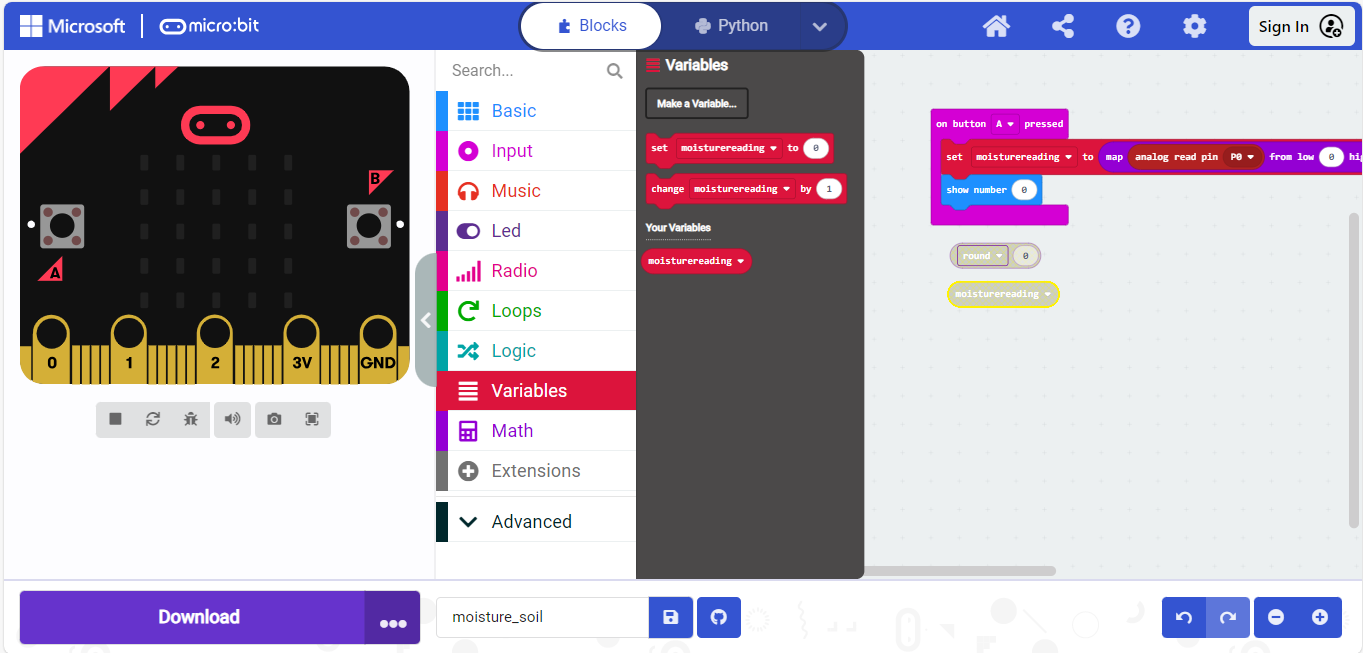 Microsoft micro:bit Blocks Python Sign In
B
A
0 1 2 3V GND
Search...
Basic
Input
Music
Led
Radio
Loops
Logic
Variables
Math
Extensions
Advanced
Variables
Make a Variable...
set moisturereading to 0
change moisturereading by 1
Your Variables
moisturereading
on button A pressed
set moisturereading to map analog read pin P0 from low 0
show number 0
round 0
moisturereading
Download
moisture_soil